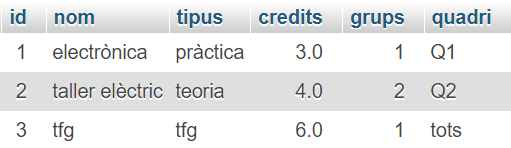 id nom tipus credits grups quadri
1 electrònica pràctica 3.0 1 Q1
2 taller elèctric teoria 4.0 2 Q2
3 tfg tfg 6.0 1 tots